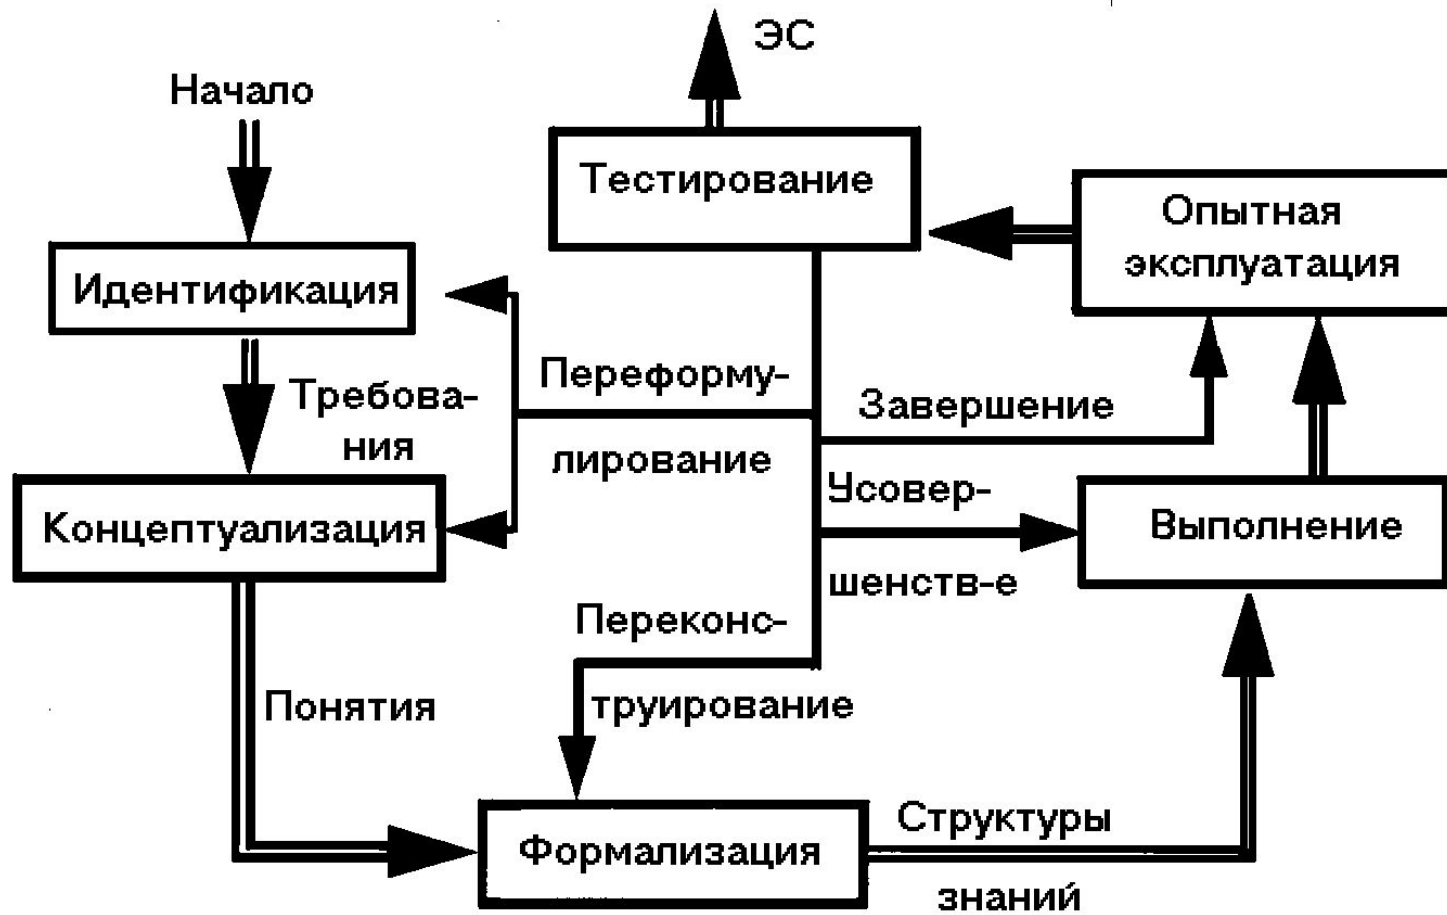 ЭС
Начало
Тестирование
Опытная
эксплуатация
Идентификация
Переформу-
лирование
Требова-
ния
Завершение
Концептуализация
Усовер-
шенств-е
Выполнение
Переконс-
труирование
Понятия
Формализация
Структуры
знаний